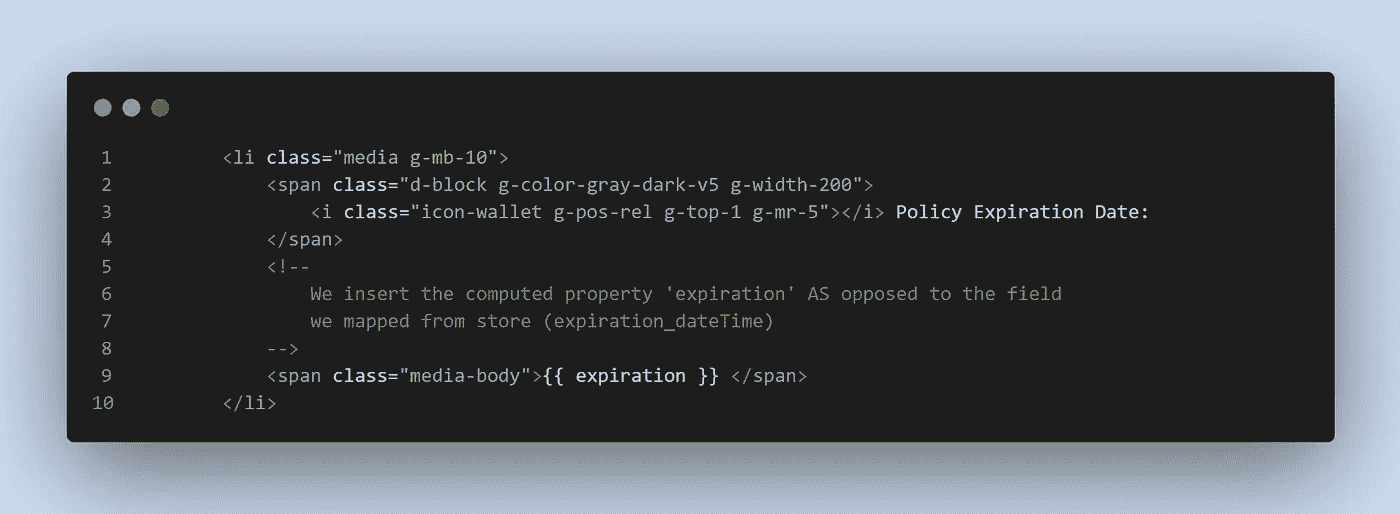 1 <li class="media g-mb-10">
2 <span class="d-block g-color-gray-dark-v5 g-width-200">
3 <i class="icon-wallet g-pos-rel g-top-1 g-mr-5"></i> Policy Expiration Date:
4 </span>
5 <!--
6 We insert the computed property 'expiration' AS opposed to the field
7 we mapped from store (expiration_dateTime)
8 -->
9 <span class="media-body">{{ expiration }} </span>
10 </li>